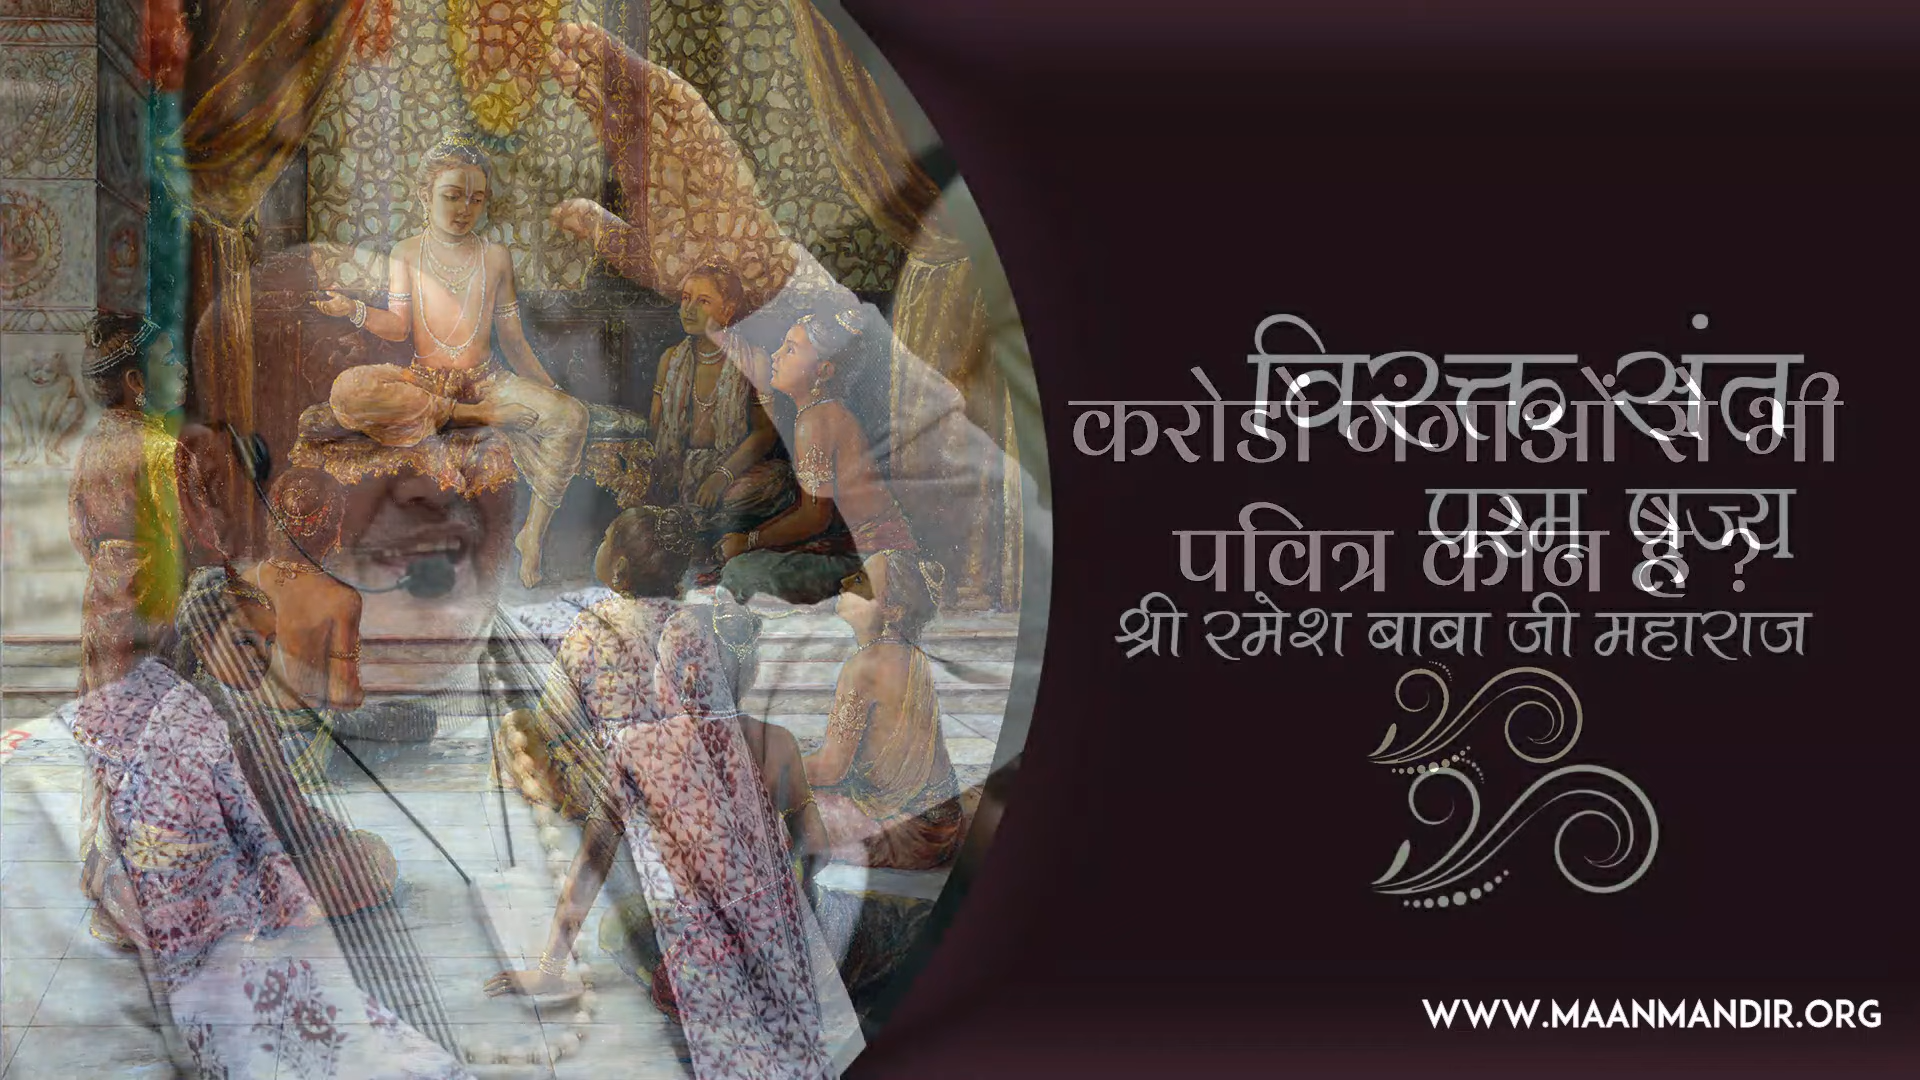 विरक्त संत
करोडों गंगाओं से भी
परम पूज्य
पवित्र कौन है ?
श्री रमेश बाबा जी महाराज
WWW.MAANMANDIR.ORG